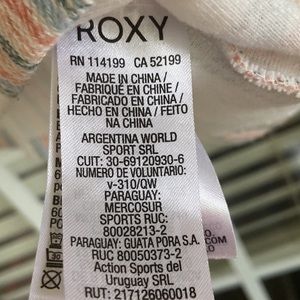 ROXY
RN 114199 CA 52199
MADE IN CHINA /
FABRIQUÉ EN CHINE /
FABRICADO EN CHINA /
HECHO EN CHINA / FEITO
NA CHINA
ARGENTINA WORLD
SPORT SRL
CUIT: 30-69120930-6
NUMERO DE VOLUNTARIO:
v-310/QW
PARAGUAY:
MERCOSUR
SPORTS RUC:
80028213-2
PARAGUAY: GUATA PORA S.A.
RUC 80050373-2
Action Sports del
Uruguay SRL
RUT: 217126060018